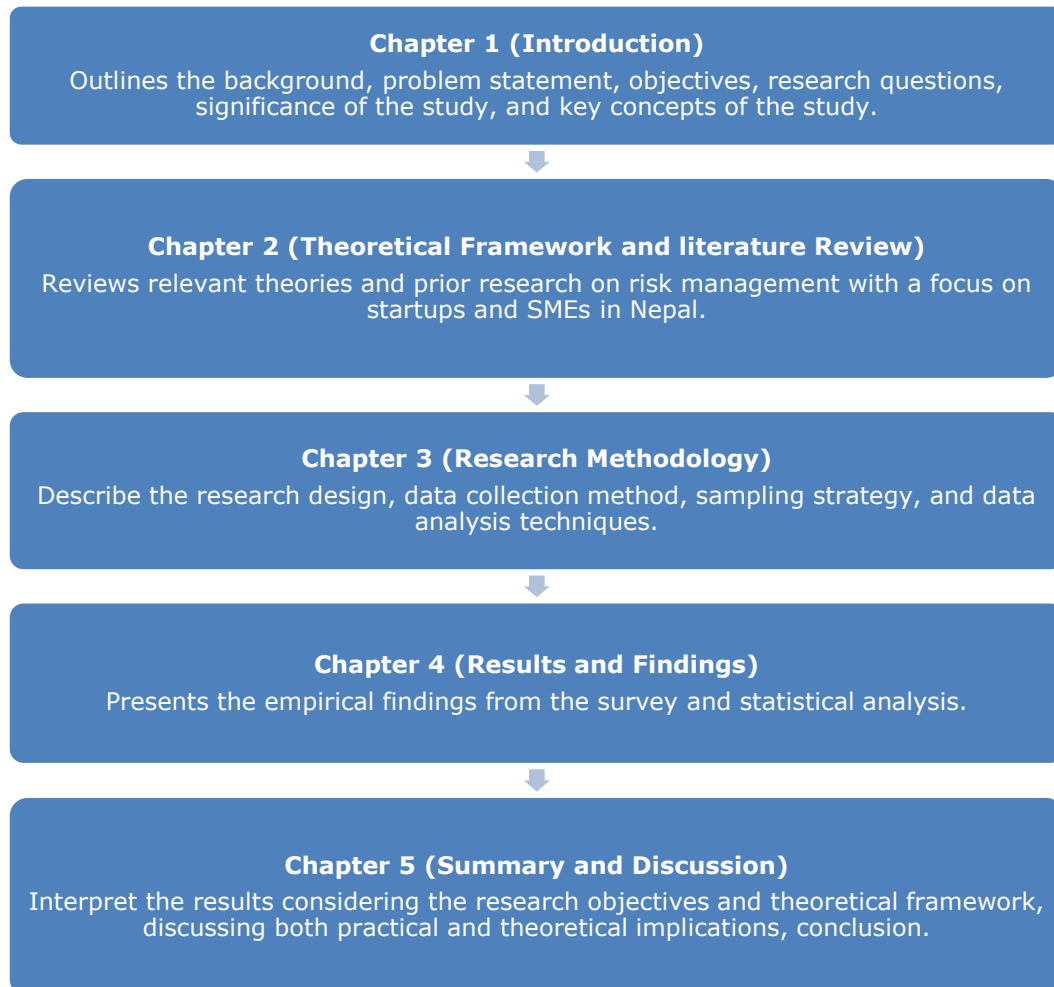 Chapter 1 (Introduction)
Outlines the background, problem statement, objectives, research questions,
significance of the study, and key concepts of the study.
Chapter 2 (Theoretical Framework and literature Review)
Reviews relevant theories and prior research on risk management with a focus on
startups and SMEs in Nepal.
Chapter 3 (Research Methodology)
Describe the research design, data collection method, sampling strategy, and data
analysis techniques.
Chapter 4 (Results and Findings)
Presents the empirical findings from the survey and statistical analysis.
Chapter 5 (Summary and Discussion)
Interpret the results considering the research objectives and theoretical framework,
discussing both practical and theoretical implications, conclusion.